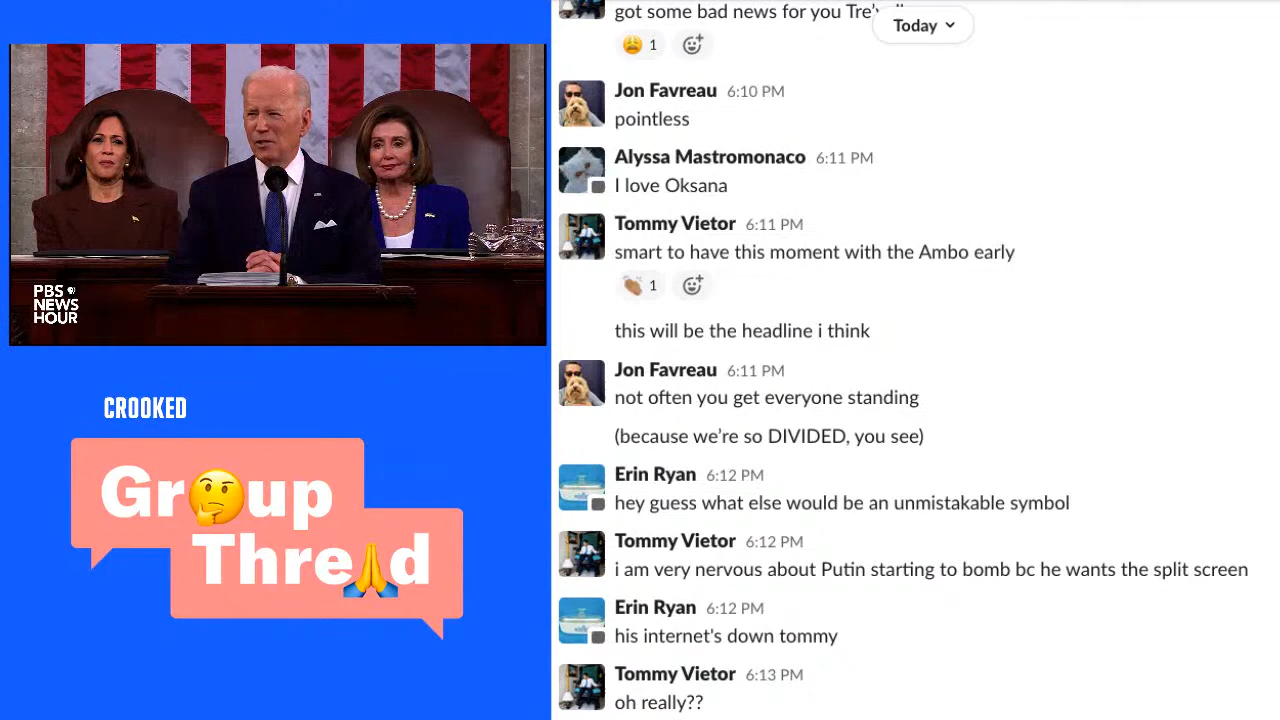 PBS
NEWS
HOUR
CROOKED
Gr🤔up
Thre🙏d
got some bad news for you
Today
1
Jon Favreau 6:10 PM
pointless
Alyssa Mastromonaco 6:11 PM
I love Oksana
Tommy Vietor 6:11 PM
smart to have this moment with the Ambo early
1
this will be the headline i think
Jon Favreau 6:11 PM
not often you get everyone standing
(because we're so DIVIDED, you see)
Erin Ryan 6:12 PM
hey guess what else would be an unmistakable symbol
Tommy Vietor 6:12 PM
i am very nervous about Putin starting to bomb bc he wants the split screen
Erin Ryan 6:12 PM
his internet's down tommy
Tommy Vietor 6:13 PM
oh really??